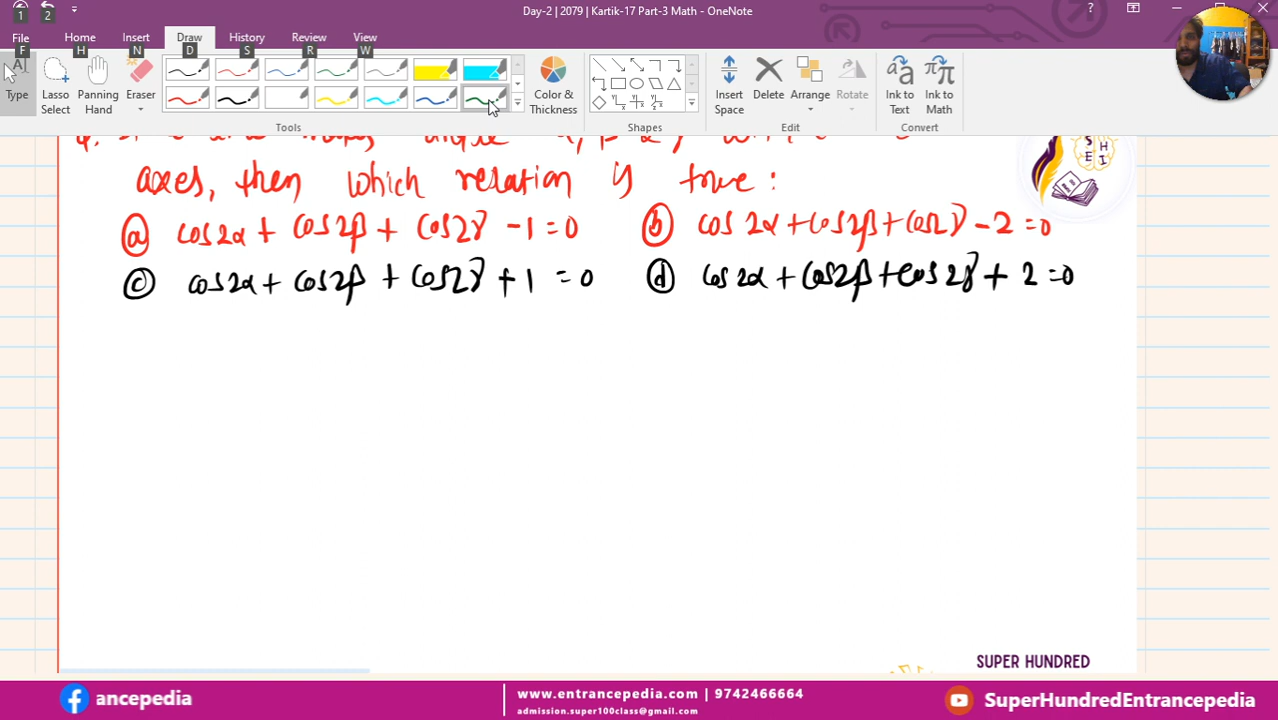 Day-2 | 2079 | Kartik-17 Part-3 Math - OneNote
1 2
File Home Insert Draw History Review View
F H N D S R W
Type Lasso Select Panning Hand Eraser Color & Thickness Insert Space Delete Arrange Rotate Ink to Text Ink to Math
Tools Shapes Edit Convert
axes, then which relation is true:
ⓐ cos2α + cos2β + cos2γ - 1 = 0 ⓑ cos 2α + cos2β + cos2γ - 2 = 0
ⓒ cos2α + cos2β + cos2γ + 1 = 0 ⓓ cos2α + cos2β + cos2γ + 2 = 0
S H
E I
SUPER HUNDRED
ancepedia
www.entrancepedia.com | 9742466664
admission.super100class@gmail.com
SuperHundredEntrancepedia